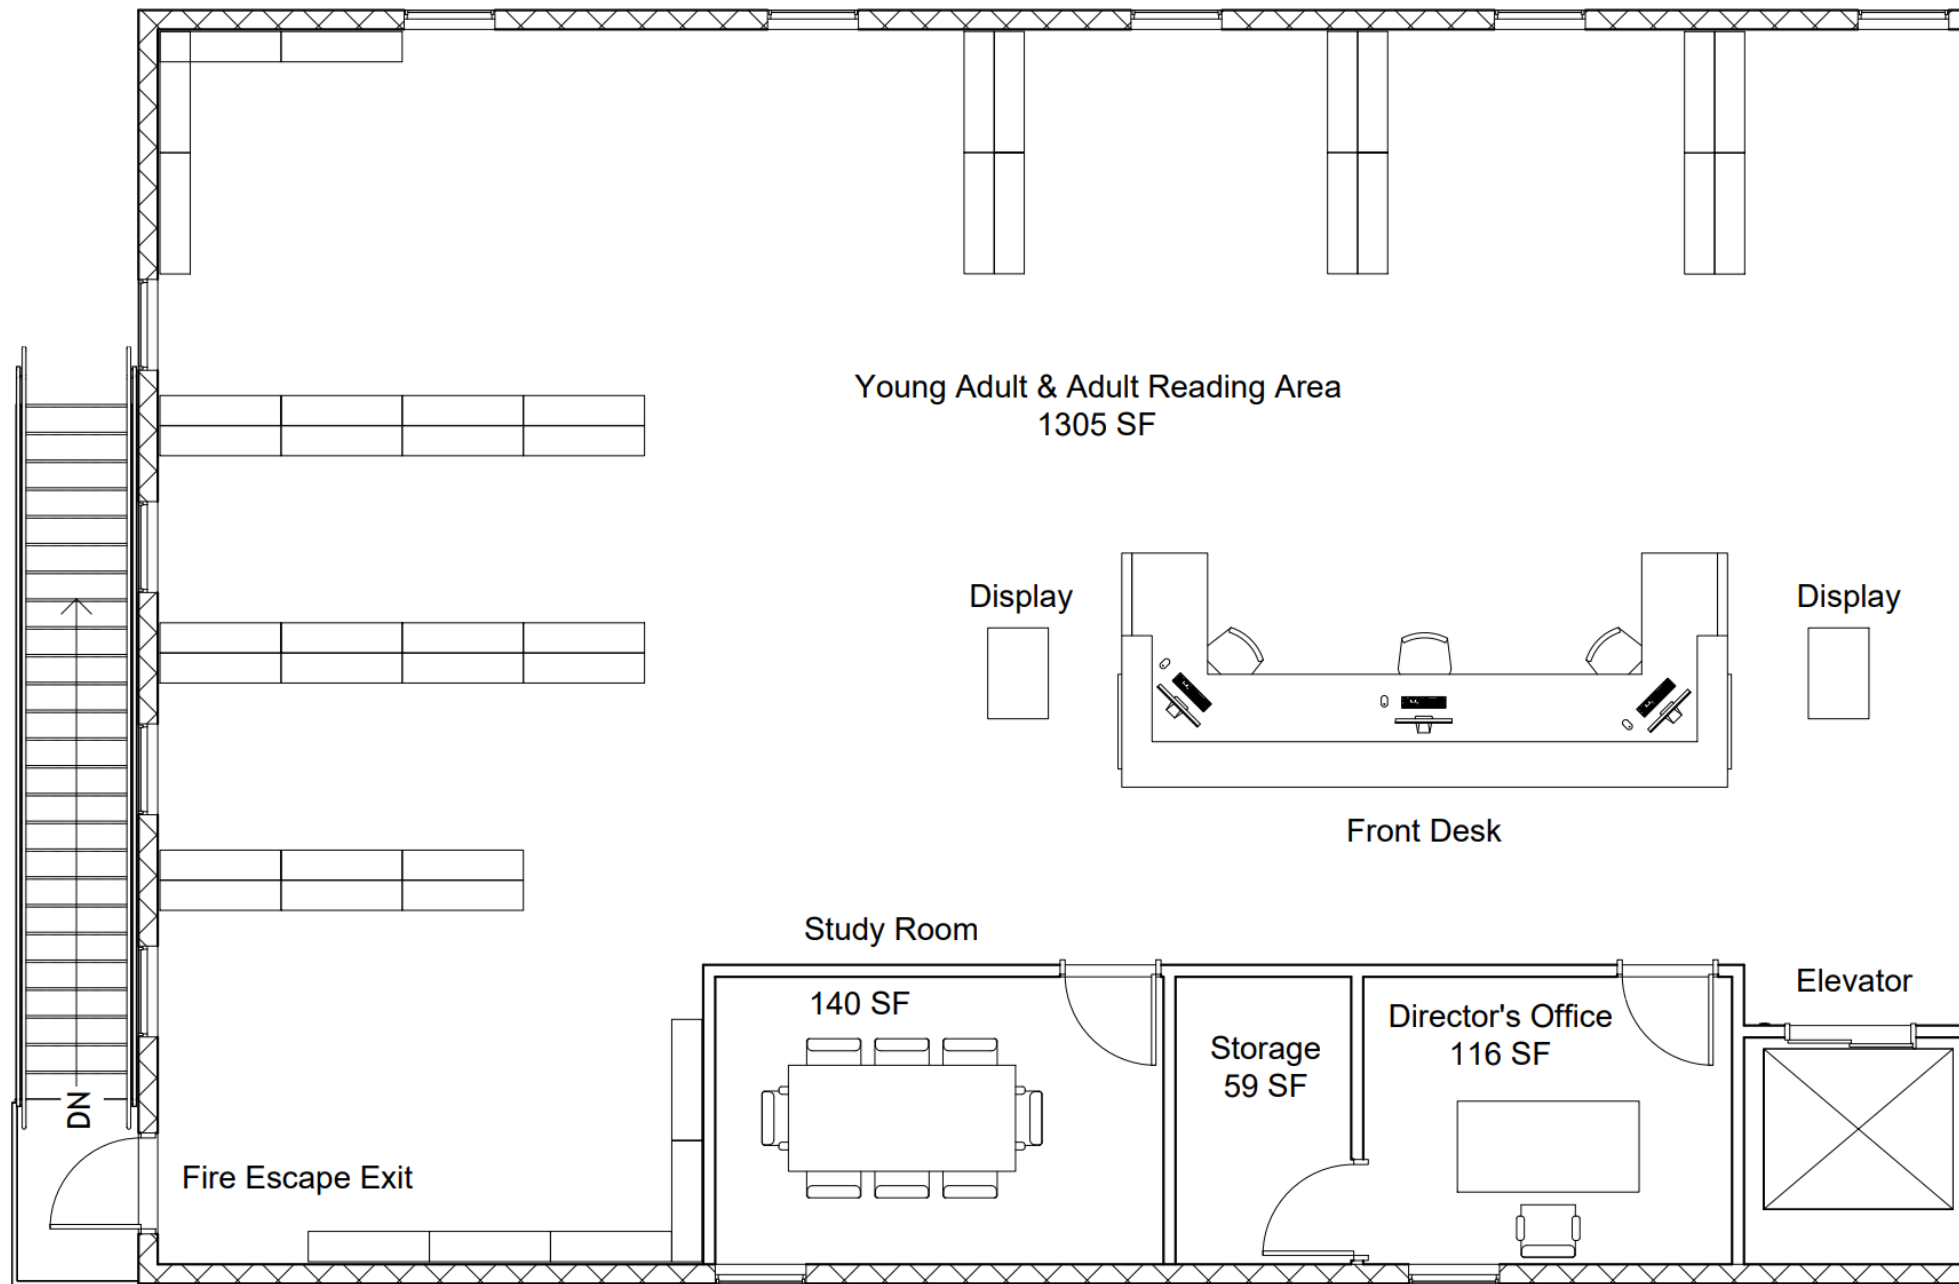 Young Adult & Adult Reading Area
1305 SF
Display
Display
Front Desk
Study Room
140 SF
Elevator
Director's Office
116 SF
Storage
59 SF
DN
Fire Escape Exit